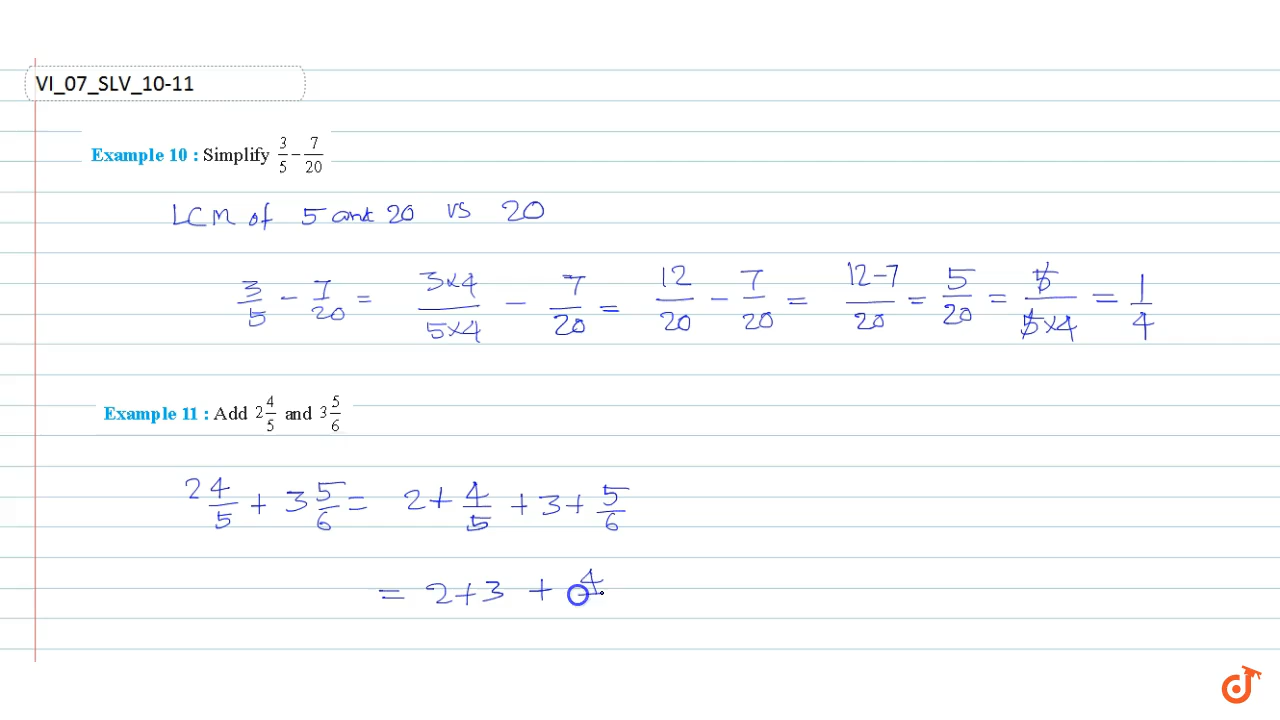 VI_07_SLV_10-11
Example 10 : Simplify 3/5 − 7/20
LCM of 5 and 20 is 20
3/5 − 7/20 = (3×4)/(5×4) − 7/20 = 12/20 − 7/20 = (12−7)/20 = 5/20 = 5/(5×4) = 1/4
Example 11 : Add 2 4/5 and 3 5/6
2 4/5 + 3 5/6 = 2 + 4/5 + 3 + 5/6
= 2+3 + 4